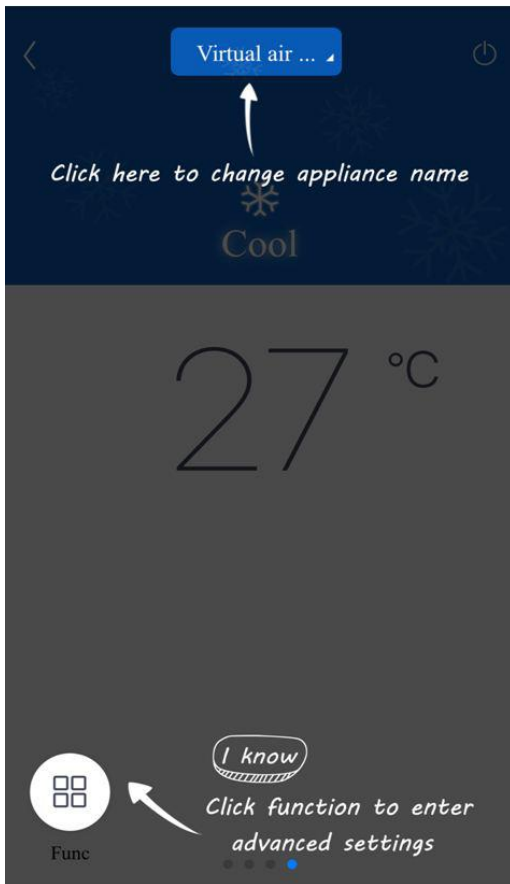 Virtual air ...
Click here to change appliance name
Cool
27 °C
I know
Click function to enter
advanced settings
Func